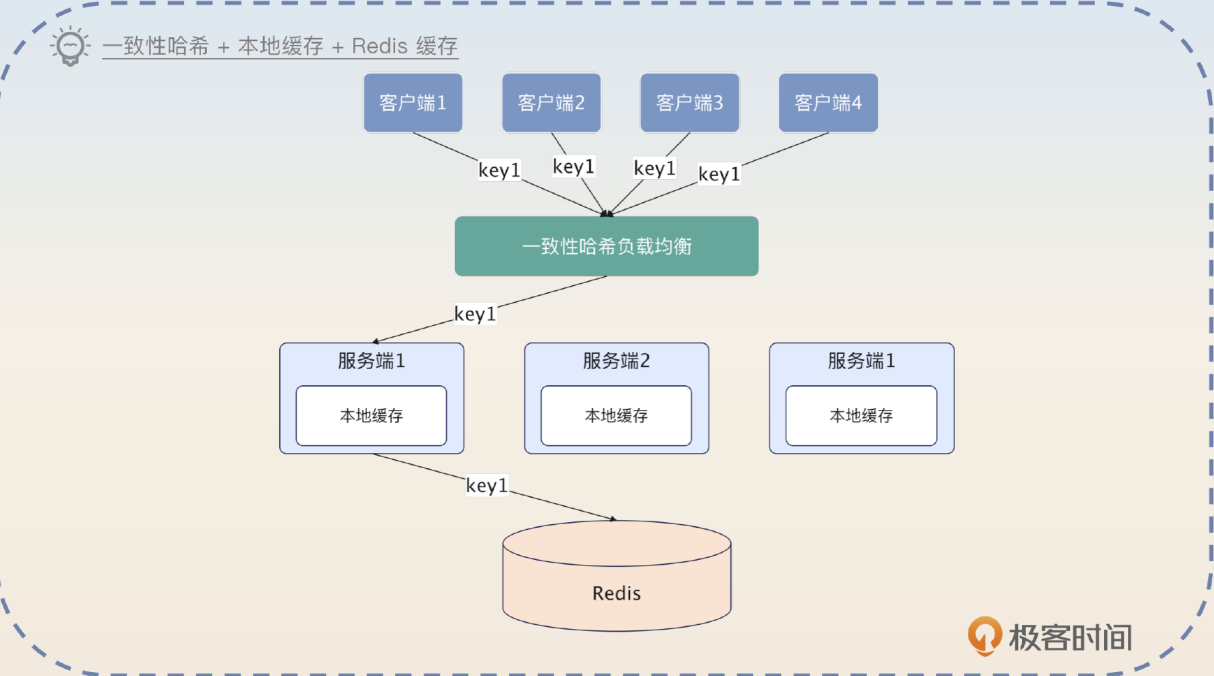 一致性哈希 + 本地缓存 + Redis 缓存
客户端1
客户端2
客户端3
客户端4
key1
key1
key1
key1
一致性哈希负载均衡
key1
服务端1
服务端2
服务端1
本地缓存
本地缓存
本地缓存
key1
Redis
极客时间